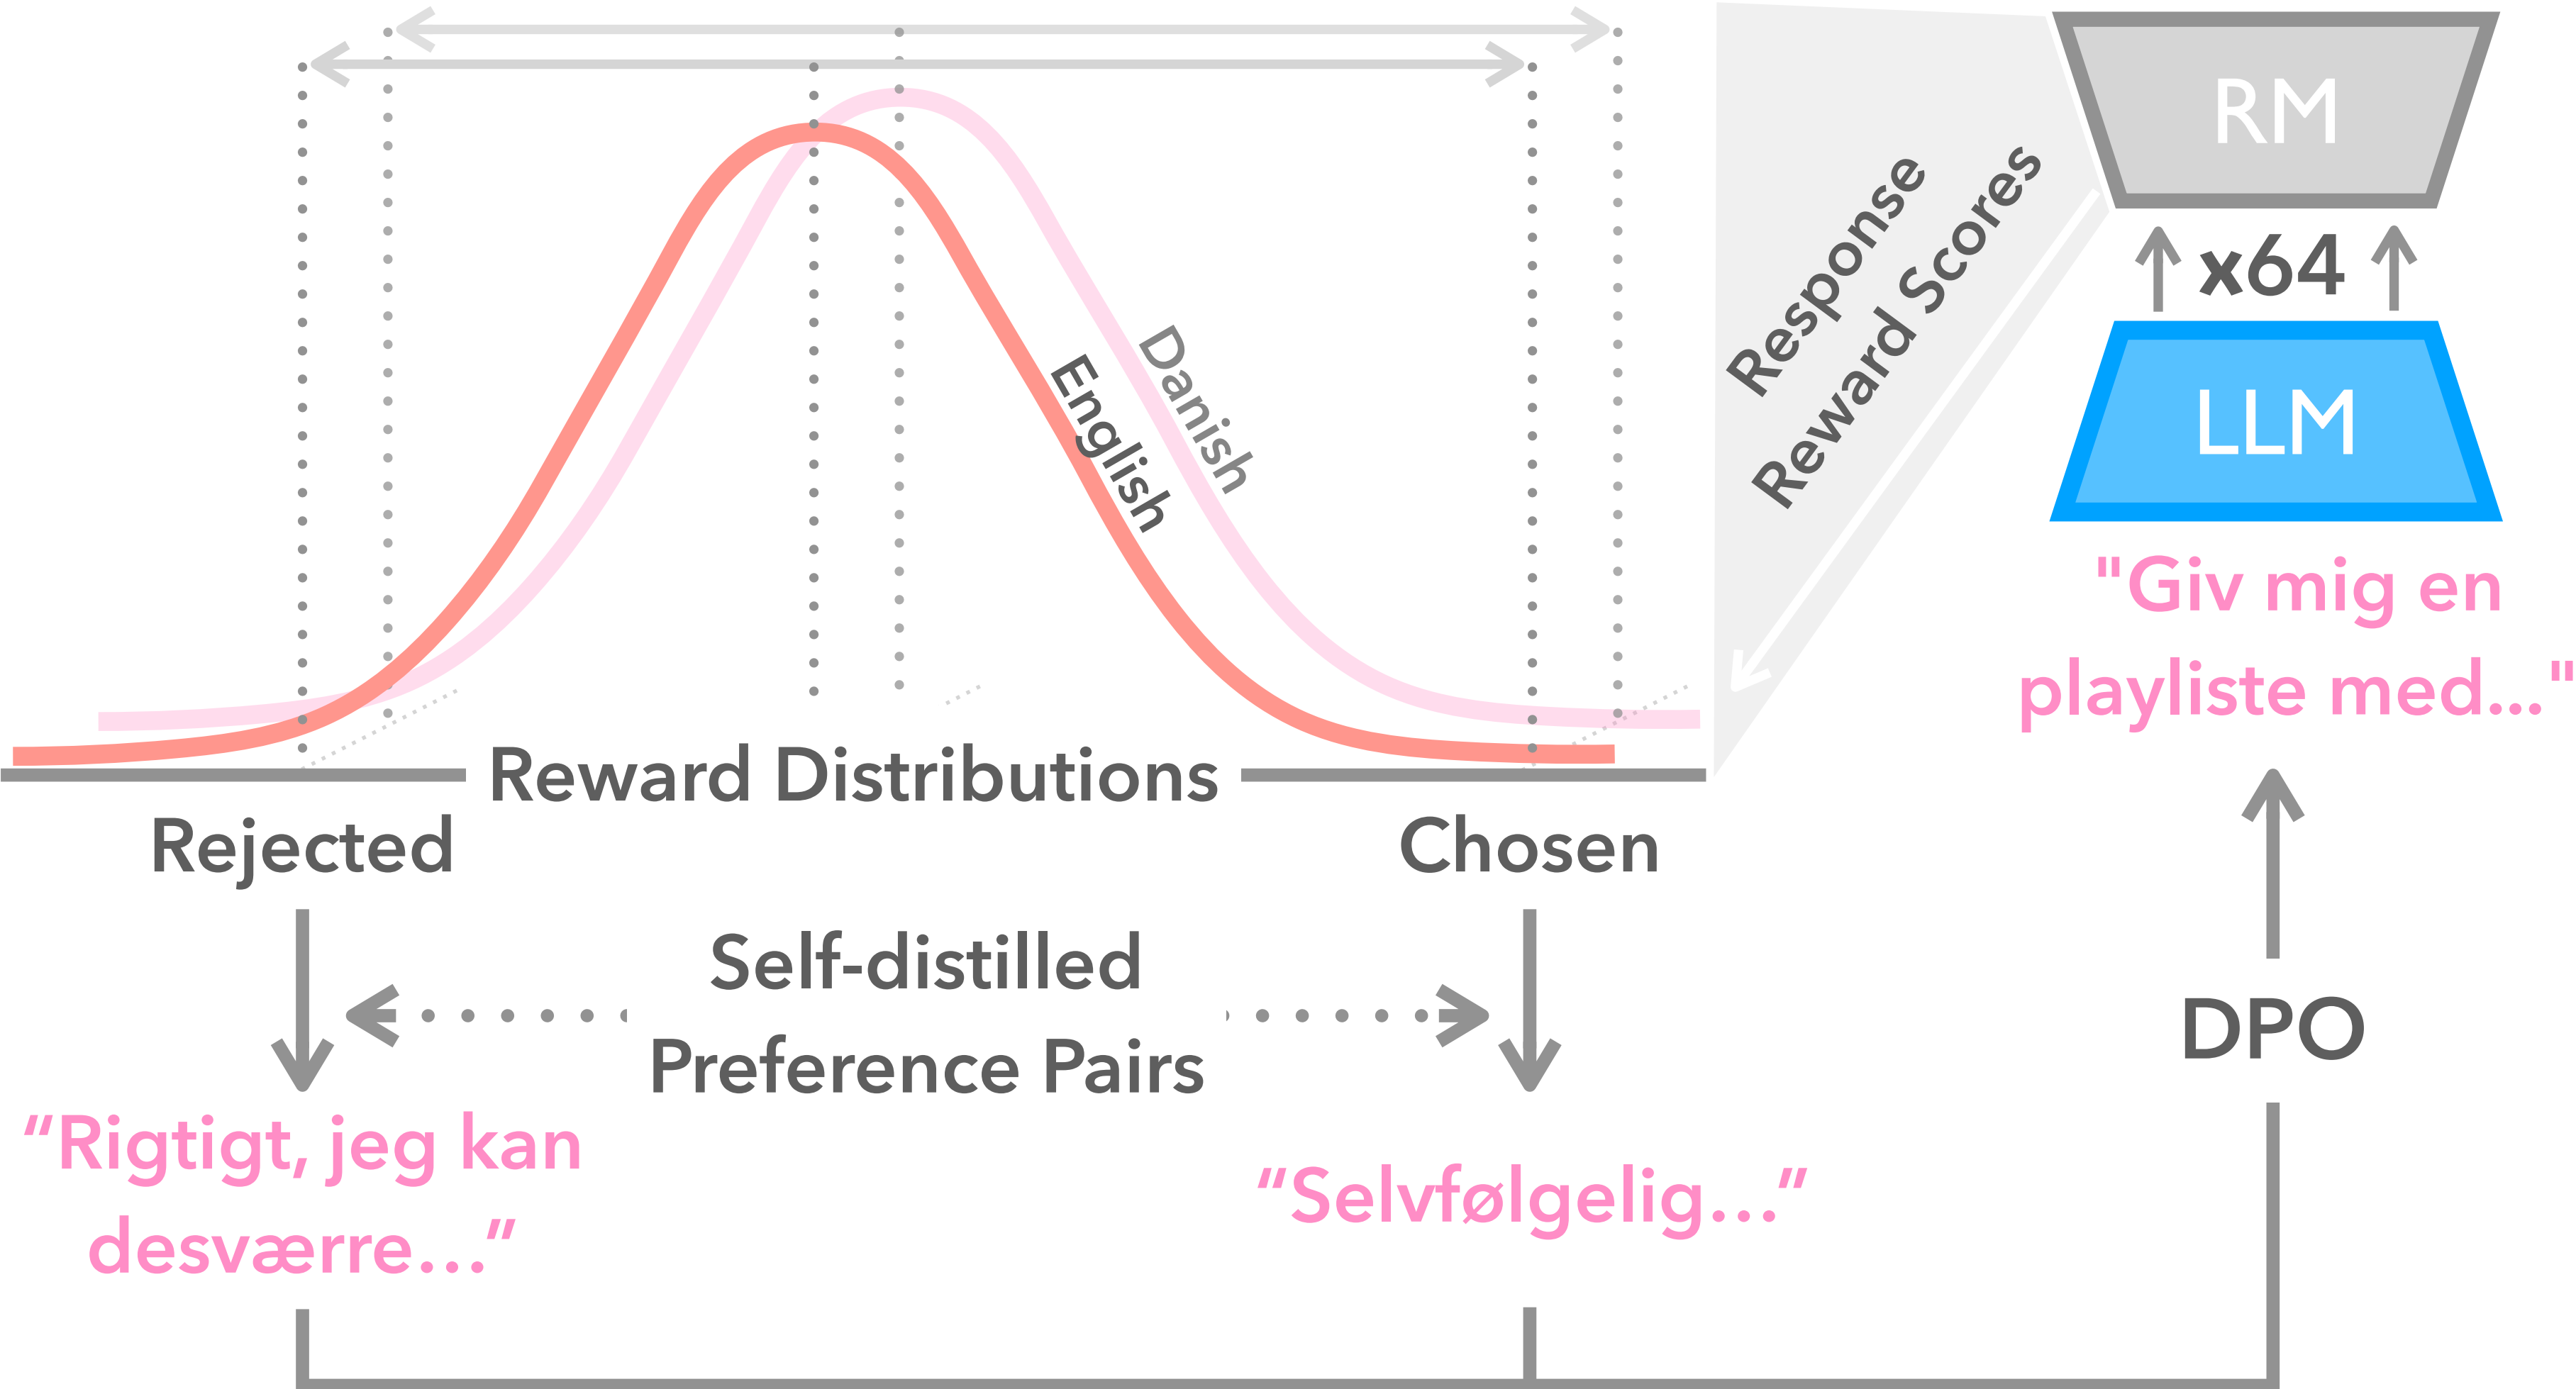 RM
Response
Reward Scores
x64
LLM
Danish
English
"Giv mig en
playliste med..."
Reward Distributions
Rejected
Chosen
Self-distilled
Preference Pairs
DPO
“Rigtigt, jeg kan
desværre…”
“Selvfølgelig…”